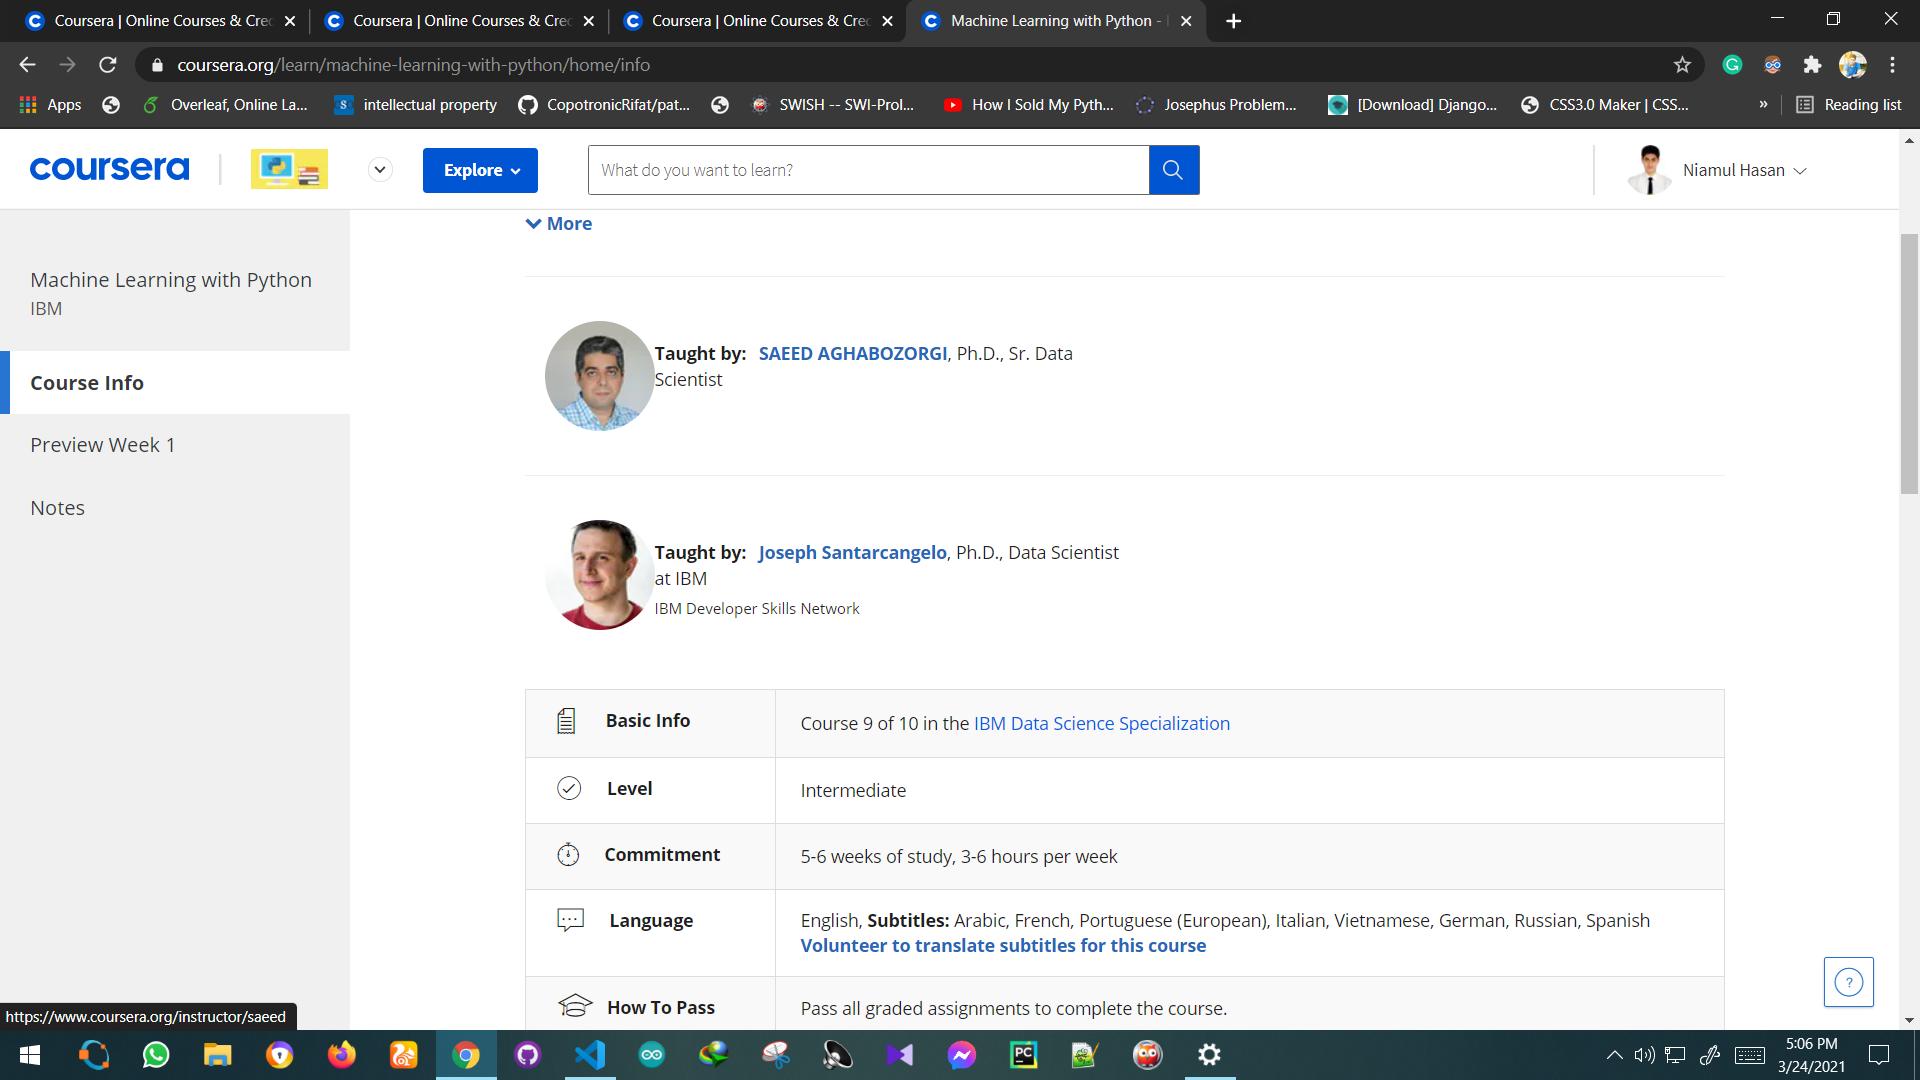 Coursera | Online Courses & Cred
Coursera | Online Courses & Cred
Coursera | Online Courses & Cred
Machine Learning with Python -
coursera.org/learn/machine-learning-with-python/home/info
Apps
Overleaf, Online La...
intellectual property
CopotronicRifat/pat...
SWISH -- SWI-Prol...
How I Sold My Pyth...
Josephus Problem...
[Download] Django...
CSS3.0 Maker | CSS...
»
Reading list
coursera
Explore
What do you want to learn?
Niamul Hasan
More
Machine Learning with Python
IBM
Course Info
Preview Week 1
Notes
Taught by: SAEED AGHABOZORGI, Ph.D., Sr. Data
Scientist
Taught by: Joseph Santarcangelo, Ph.D., Data Scientist
at IBM
IBM Developer Skills Network
Basic Info
Course 9 of 10 in the IBM Data Science Specialization
Level
Intermediate
Commitment
5-6 weeks of study, 3-6 hours per week
Language
English, Subtitles: Arabic, French, Portuguese (European), Italian, Vietnamese, German, Russian, Spanish
Volunteer to translate subtitles for this course
How To Pass
Pass all graded assignments to complete the course.
?
https://www.coursera.org/instructor/saeed
PC
5:06 PM
3/24/2021